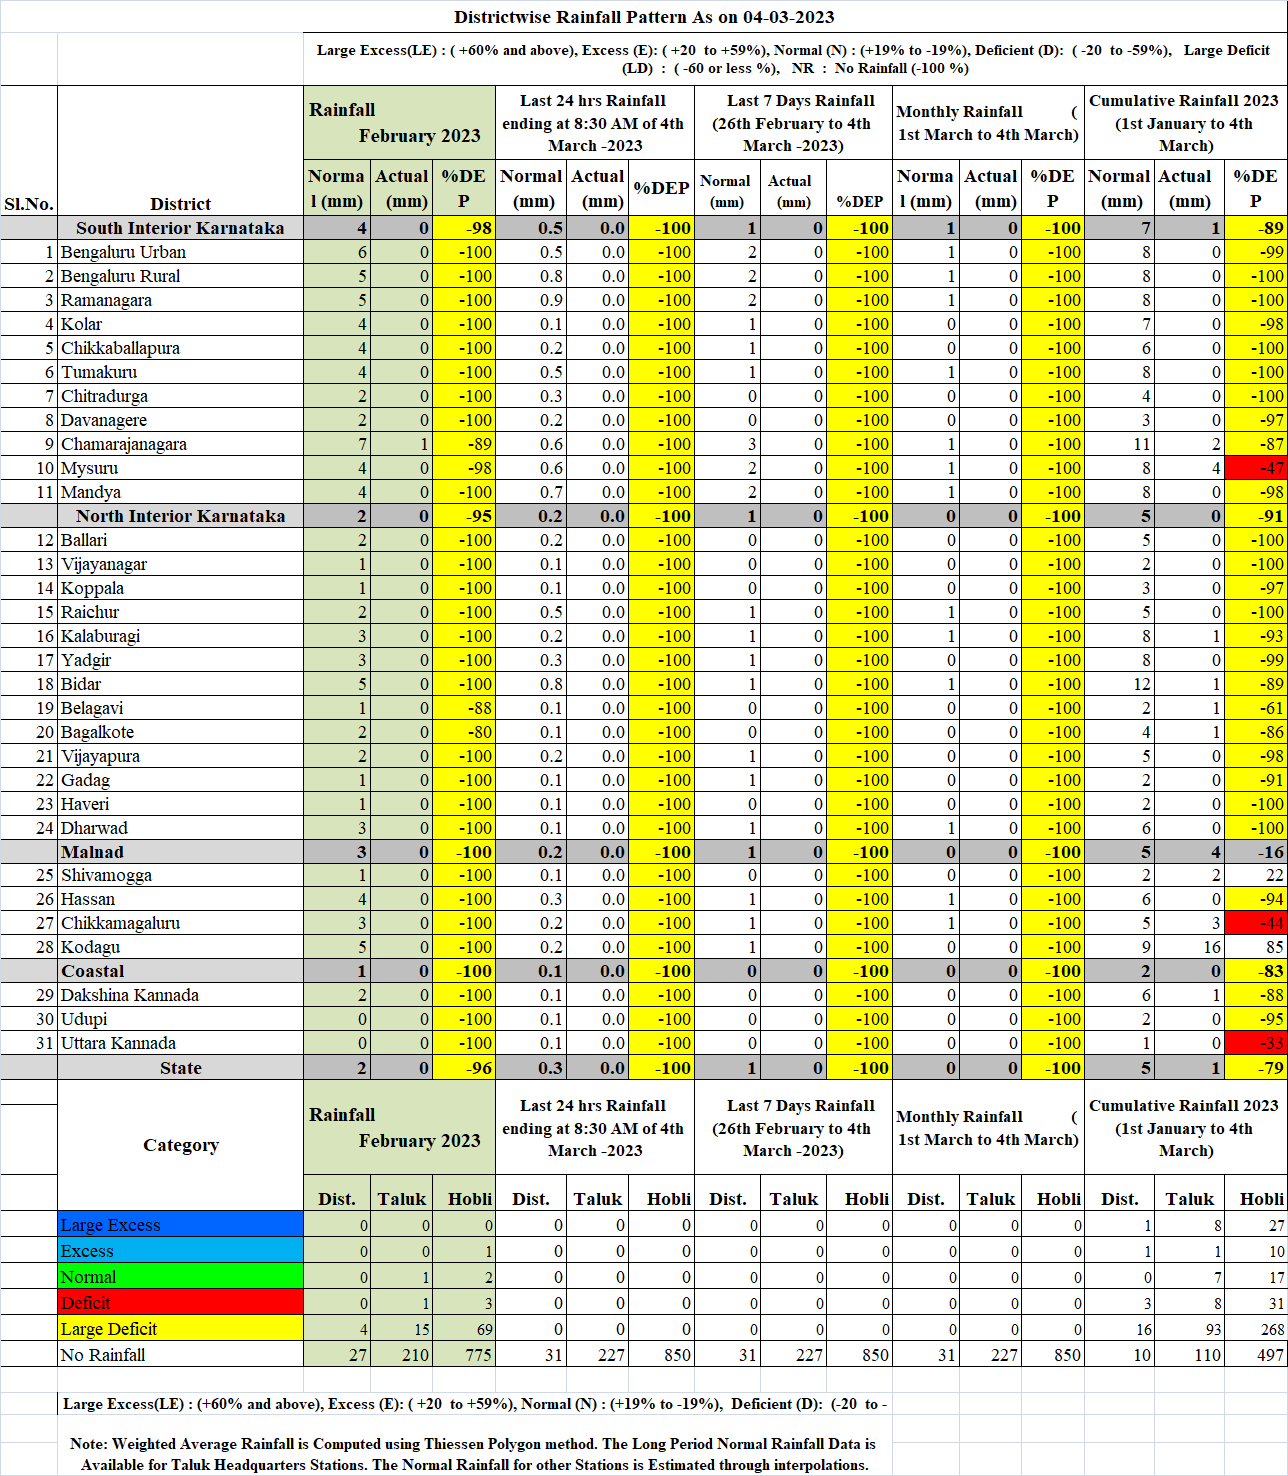 Districtwise Rainfall Pattern As on 04-03-2023
Large Excess(LE) : ( +60% and above), Excess (E): ( +20 to +59%), Normal (N) : (+19% to -19%), Deficient (D): ( -20 to -59%), Large Deficit
(LD) : ( -60 or less %), NR : No Rainfall (-100 %)
Sl.No. District Rainfall February 2023 Last 24 hrs Rainfall ending at 8:30 AM of 4th March -2023 Last 7 Days Rainfall (26th February to 4th March -2023) Monthly Rainfall ( 1st March to 4th March) Cumulative Rainfall 2023 (1st January to 4th March)
Normal (mm) Actual (mm) %DEP Normal (mm) Actual (mm) %DEP Normal (mm) Actual (mm) %DEP Normal (mm) Actual (mm) %DEP Normal (mm) Actual (mm) %DEP
South Interior Karnataka 4 0 -98 0.5 0.0 -100 1 0 -100 1 0 -100 7 1 -89
1 Bengaluru Urban 6 0 -100 0.5 0.0 -100 2 0 -100 1 0 -100 8 0 -99
2 Bengaluru Rural 5 0 -100 0.8 0.0 -100 2 0 -100 1 0 -100 8 0 -100
3 Ramanagara 5 0 -100 0.9 0.0 -100 2 0 -100 1 0 -100 8 0 -100
4 Kolar 4 0 -100 0.1 0.0 -100 1 0 -100 0 0 -100 7 0 -98
5 Chikkaballapura 4 0 -100 0.2 0.0 -100 1 0 -100 0 0 -100 6 0 -100
6 Tumakuru 4 0 -100 0.5 0.0 -100 1 0 -100 1 0 -100 8 0 -100
7 Chitradurga 2 0 -100 0.3 0.0 -100 0 0 -100 0 0 -100 4 0 -100
8 Davanagere 2 0 -100 0.2 0.0 -100 0 0 -100 0 0 -100 3 0 -97
9 Chamarajanagara 7 1 -89 0.6 0.0 -100 3 0 -100 1 0 -100 11 2 -87
10 Mysuru 4 0 -98 0.6 0.0 -100 2 0 -100 1 0 -100 8 4 -47
11 Mandya 4 0 -100 0.7 0.0 -100 2 0 -100 1 0 -100 8 0 -98
North Interior Karnataka 2 0 -95 0.2 0.0 -100 1 0 -100 0 0 -100 5 0 -91
12 Ballari 2 0 -100 0.2 0.0 -100 0 0 -100 0 0 -100 5 0 -100
13 Vijayanagar 1 0 -100 0.1 0.0 -100 0 0 -100 0 0 -100 2 0 -100
14 Koppala 1 0 -100 0.1 0.0 -100 0 0 -100 0 0 -100 3 0 -97
15 Raichur 2 0 -100 0.5 0.0 -100 1 0 -100 1 0 -100 5 0 -100
16 Kalaburagi 3 0 -100 0.2 0.0 -100 1 0 -100 1 0 -100 8 1 -93
17 Yadgir 3 0 -100 0.3 0.0 -100 1 0 -100 0 0 -100 8 0 -99
18 Bidar 5 0 -100 0.8 0.0 -100 1 0 -100 1 0 -100 12 1 -89
19 Belagavi 1 0 -88 0.1 0.0 -100 0 0 -100 0 0 -100 2 1 -61
20 Bagalkote 2 0 -80 0.1 0.0 -100 0 0 -100 0 0 -100 4 1 -86
21 Vijayapura 2 0 -100 0.2 0.0 -100 1 0 -100 0 0 -100 5 0 -98
22 Gadag 1 0 -100 0.1 0.0 -100 1 0 -100 0 0 -100 2 0 -91
23 Haveri 1 0 -100 0.1 0.0 -100 0 0 -100 0 0 -100 2 0 -100
24 Dharwad 3 0 -100 0.1 0.0 -100 1 0 -100 1 0 -100 6 0 -100
Malnad 3 0 -100 0.2 0.0 -100 1 0 -100 0 0 -100 5 4 -16
25 Shivamogga 1 0 -100 0.1 0.0 -100 0 0 -100 0 0 -100 2 2 22
26 Hassan 4 0 -100 0.3 0.0 -100 1 0 -100 1 0 -100 6 0 -94
27 Chikkamagaluru 3 0 -100 0.2 0.0 -100 1 0 -100 1 0 -100 5 3 -44
28 Kodagu 5 0 -100 0.2 0.0 -100 1 0 -100 0 0 -100 9 16 85
Coastal 1 0 -100 0.1 0.0 -100 0 0 -100 0 0 -100 2 0 -83
29 Dakshina Kannada 2 0 -100 0.1 0.0 -100 0 0 -100 0 0 -100 6 1 -88
30 Udupi 0 0 -100 0.1 0.0 -100 0 0 -100 0 0 -100 2 0 -95
31 Uttara Kannada 0 0 -100 0.1 0.0 -100 0 0 -100 0 0 -100 1 0 -33
State 2 0 -96 0.3 0.0 -100 1 0 -100 0 0 -100 5 1 -79
Category Rainfall February 2023 Last 24 hrs Rainfall ending at 8:30 AM of 4th March -2023 Last 7 Days Rainfall (26th February to 4th March -2023) Monthly Rainfall ( 1st March to 4th March) Cumulative Rainfall 2023 (1st January to 4th March)
Dist. Taluk Hobli Dist. Taluk Hobli Dist. Taluk Hobli Dist. Taluk Hobli Dist. Taluk Hobli
Large Excess 0 0 0 0 0 0 0 0 0 0 0 0 1 8 27
Excess 0 0 1 0 0 0 0 0 0 0 0 0 1 1 10
Normal 0 1 2 0 0 0 0 0 0 0 0 0 0 7 17
Deficit 0 1 3 0 0 0 0 0 0 0 0 0 3 8 31
Large Deficit 4 15 69 0 0 0 0 0 0 0 0 0 16 93 268
No Rainfall 27 210 775 31 227 850 31 227 850 31 227 850 10 110 497
Large Excess(LE) : (+60% and above), Excess (E): ( +20 to +59%), Normal (N) : (+19% to -19%), Deficient (D): (-20 to -
Note: Weighted Average Rainfall is Computed using Thiessen Polygon method. The Long Period Normal Rainfall Data is
Available for Taluk Headquarters Stations. The Normal Rainfall for other Stations is Estimated through interpolations.